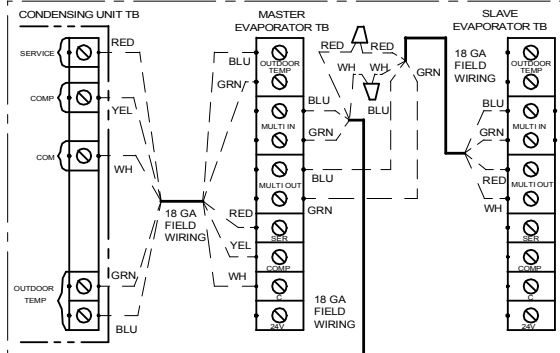 CONDENSING UNIT TB
MASTER
EVAPORATOR TB
SLAVE
EVAPORATOR TB
SERVICE
RED
COMP
YEL
COM
WH
OUTDOOR
TEMP
GRN
BLU
18 GA
FIELD
WIRING
BLU
GRN
RED
YEL
WH
OUTDOOR
TEMP
MULTI IN
MULTI OUT
SER
COMP
C
24V
BLU
GRN
BLU
GRN
RED
RED
WH
WH
BLU
GRN
18 GA
FIELD
WIRING
18 GA
FIELD
WIRING
BLU
GRN
RED
WH
OUTDOOR
TEMP
MULTI IN
MULTI OUT
SER
COMP
C
24V